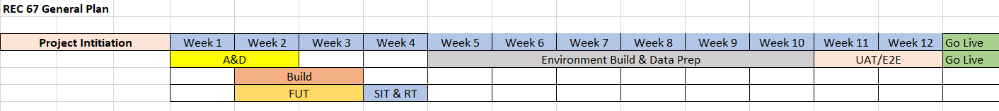 REC 67 General Plan
Project Intitiation Week 1 Week 2 Week 3 Week 4 Week 5 Week 6 Week 7 Week 8 Week 9 Week 10 Week 11 Week 12 Go Live
A&D Environment Build & Data Prep UAT/E2E Go Live
Build
FUT SIT & RT